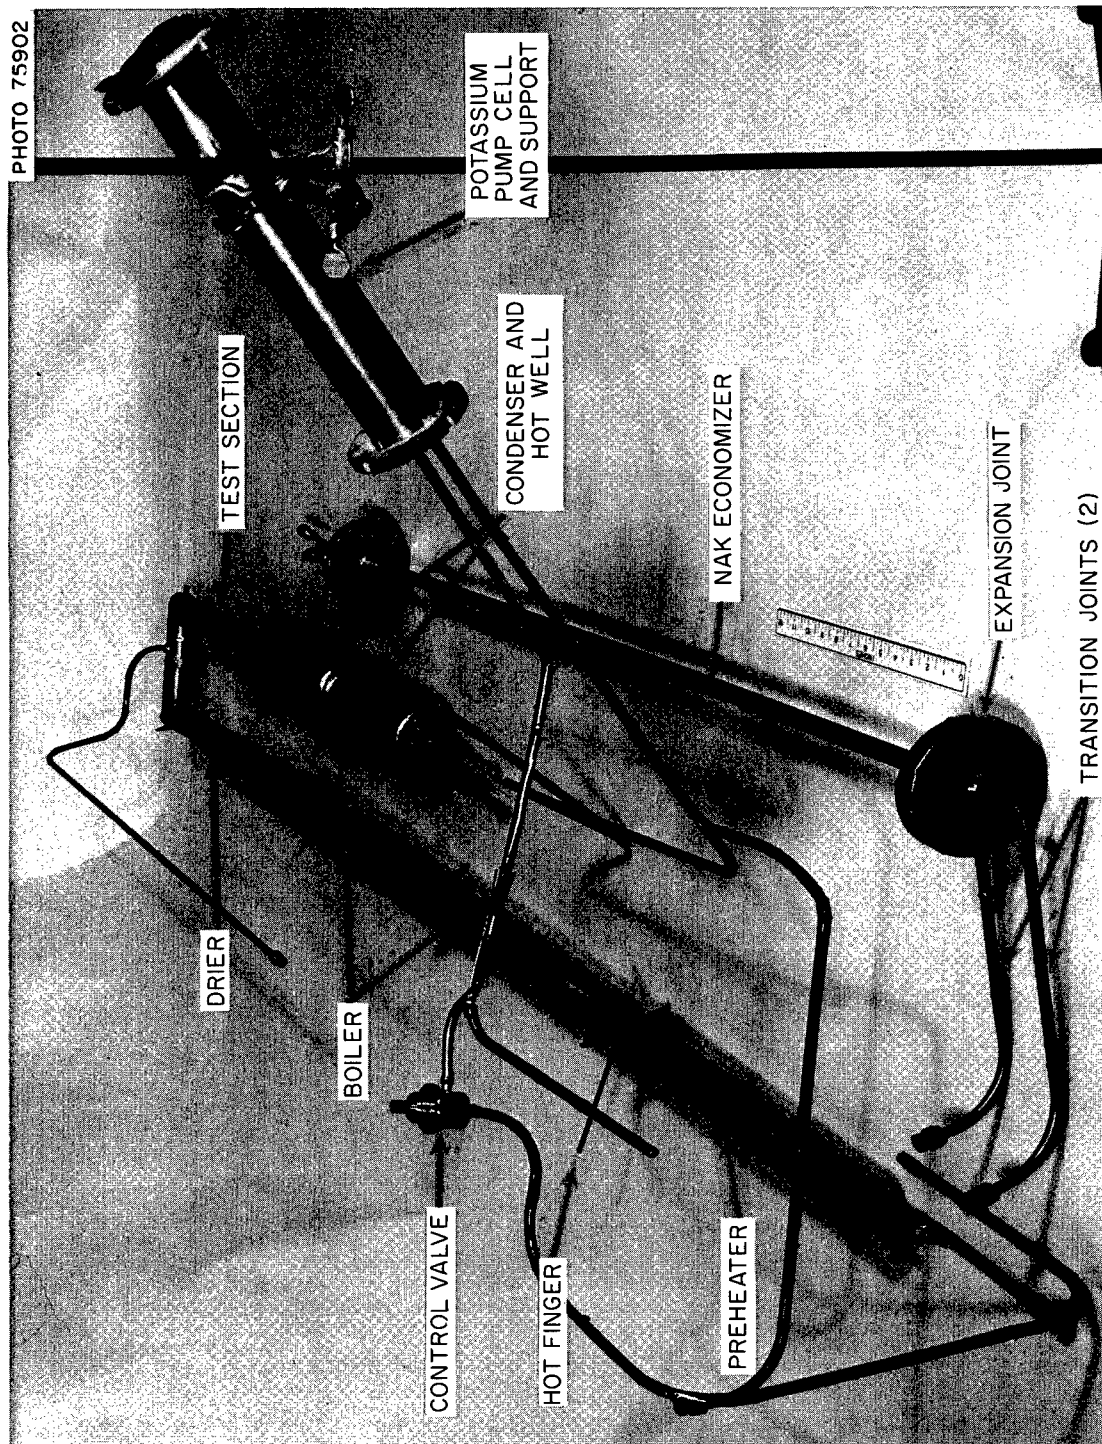 PHOTO 75902
POTASSIUM
PUMP CELL
AND SUPPORT
TEST SECTION
CONDENSER AND
HOT WELL
NAK ECONOMIZER
EXPANSION JOINT
TRANSITION JOINTS (2)
DRIER
BOILER
CONTROL VALVE
HOT FINGER
PREHEATER